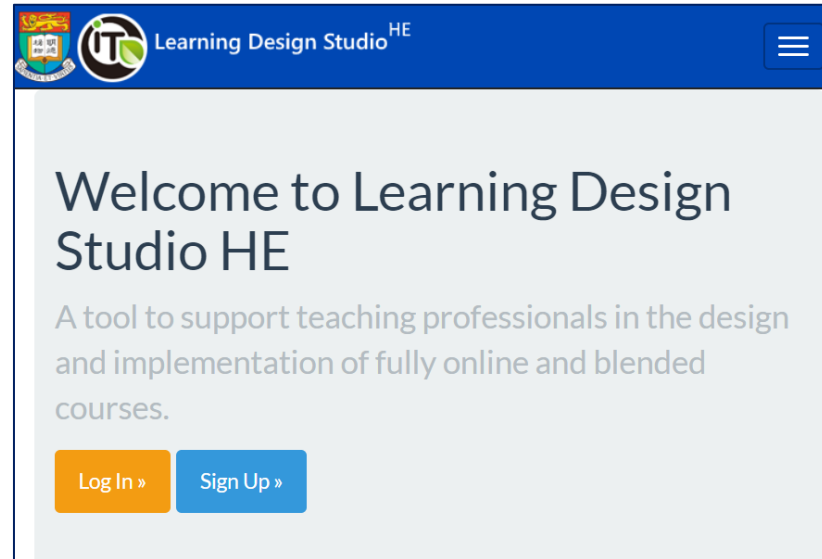 Learning Design Studio HE
Welcome to Learning Design
Studio HE
A tool to support teaching professionals in the design
and implementation of fully online and blended
courses.
Log In »
Sign Up »